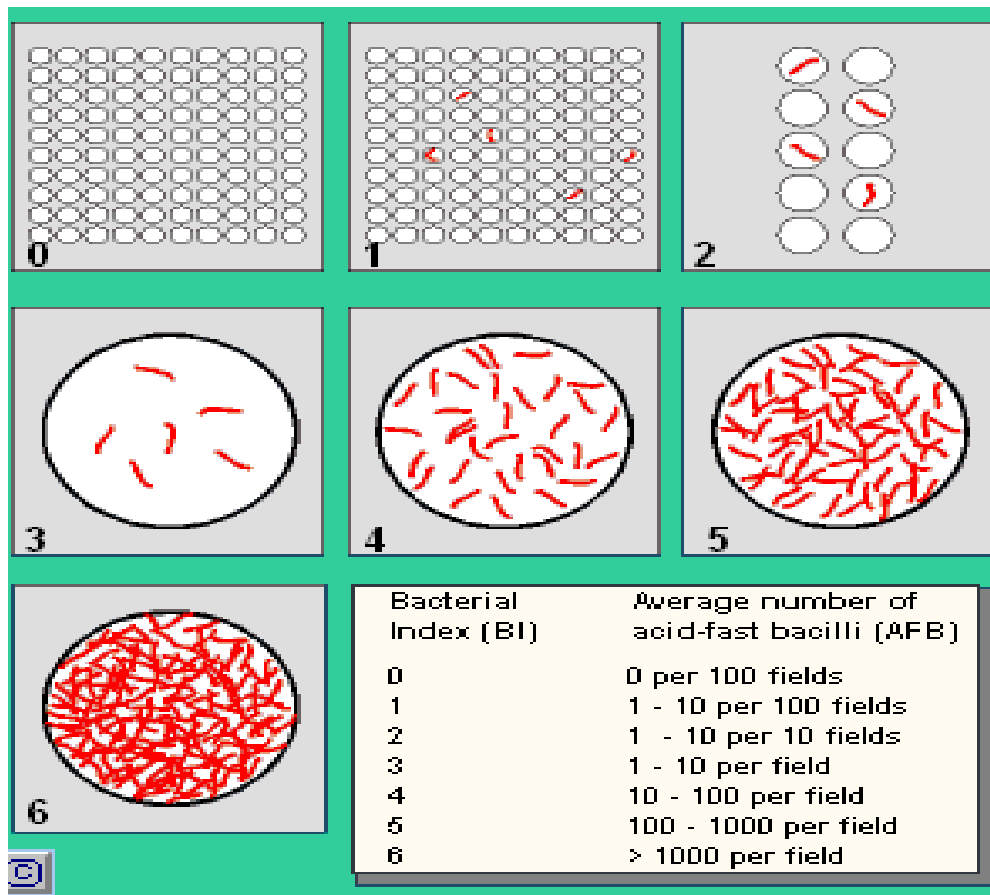 0
1
2
3
4
5
6
Bacterial Average number of
Index (BI) acid-fast bacilli (AFB)
0 0 per 100 fields
1 1 - 10 per 100 fields
2 1 - 10 per 10 fields
3 1 - 10 per field
4 10 - 100 per field
5 100 - 1000 per field
6 > 1000 per field
(C)